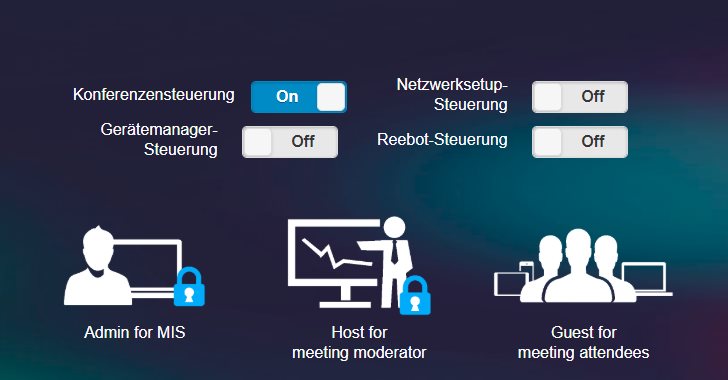 Konferenzensteuerung
On
Netzwerksetup-
Steuerung
Off
Gerätemanager-
Steuerung
Off
Reebot-Steuerung
Off
Admin for MIS
Host for
meeting moderator
Guest for
meeting attendees